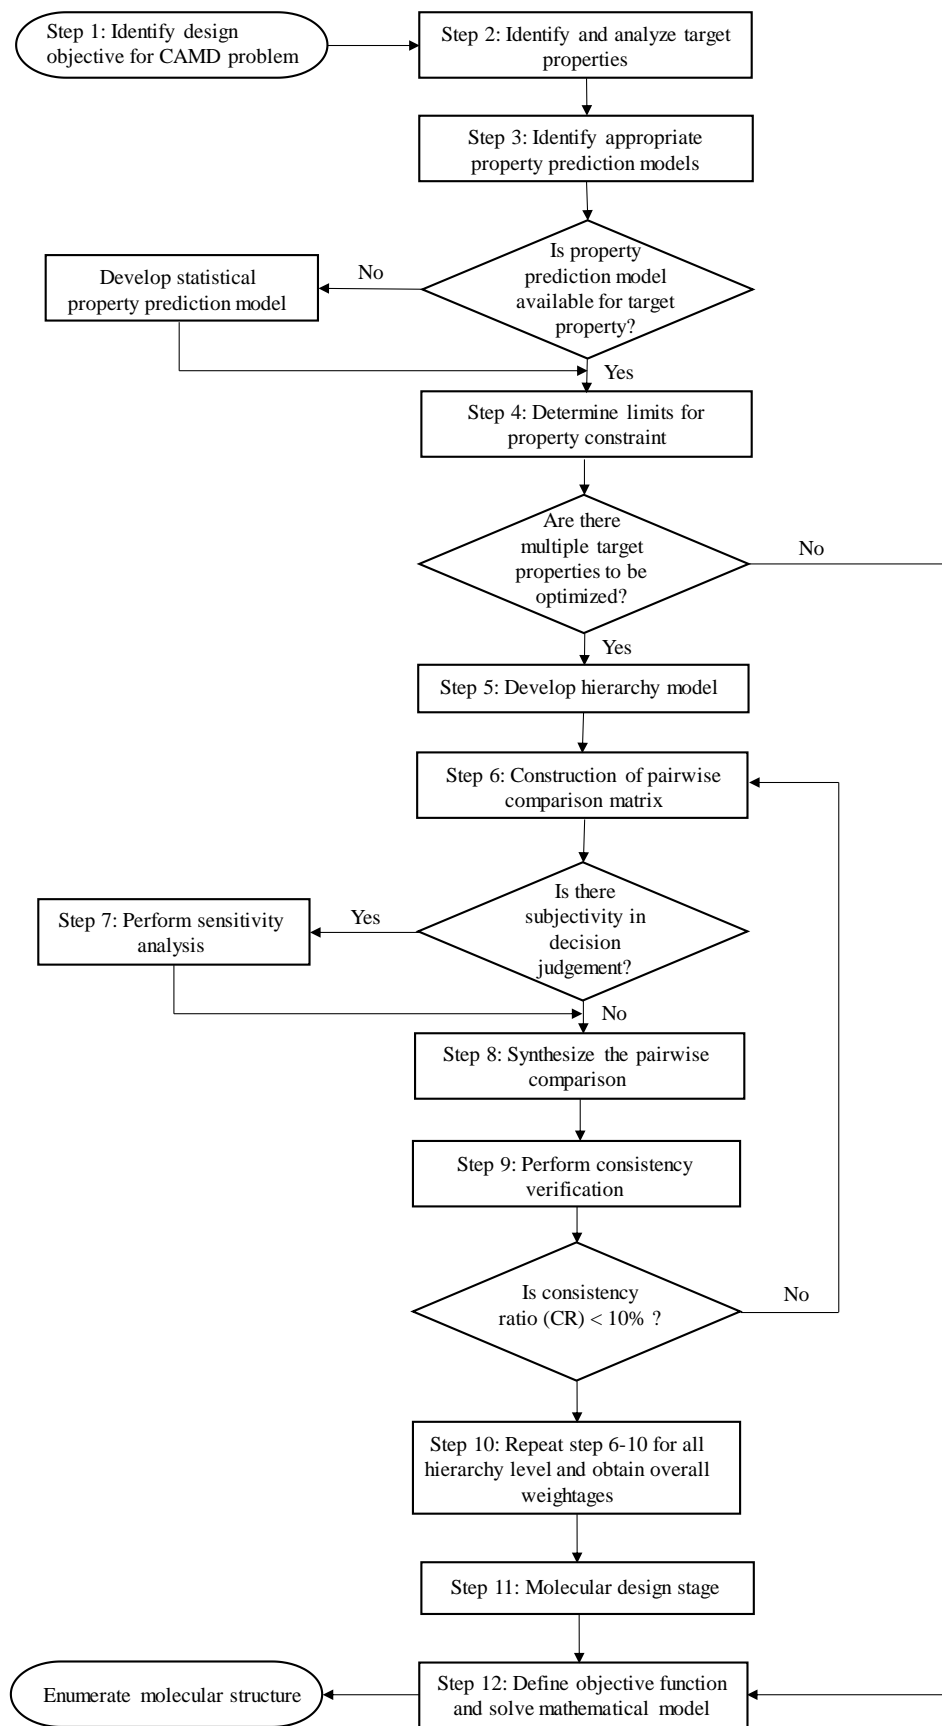 Step 1: Identify design
objective for CAMD problem
Step 2: Identify and analyze target
properties
Step 3: Identify appropriate
property prediction models
Is property
prediction model
available for target
property?
No
Develop statistical
property prediction model
Yes
Step 4: Determine limits for
property constraint
Are there
multiple target
properties to be
optimized?
No
Yes
Step 5: Develop hierarchy model
Step 6: Construction of pairwise
comparison matrix
Is there
subjectivity in
decision
judgement?
Yes
Step 7: Perform sensitivity
analysis
No
Step 8: Synthesize the pairwise
comparison
Step 9: Perform consistency
verification
Is consistency
ratio (CR) < 10% ?
No
Step 10: Repeat step 6-10 for all
hierarchy level and obtain overall
weightages
Step 11: Molecular design stage
Step 12: Define objective function
and solve mathematical model
Enumerate molecular structure